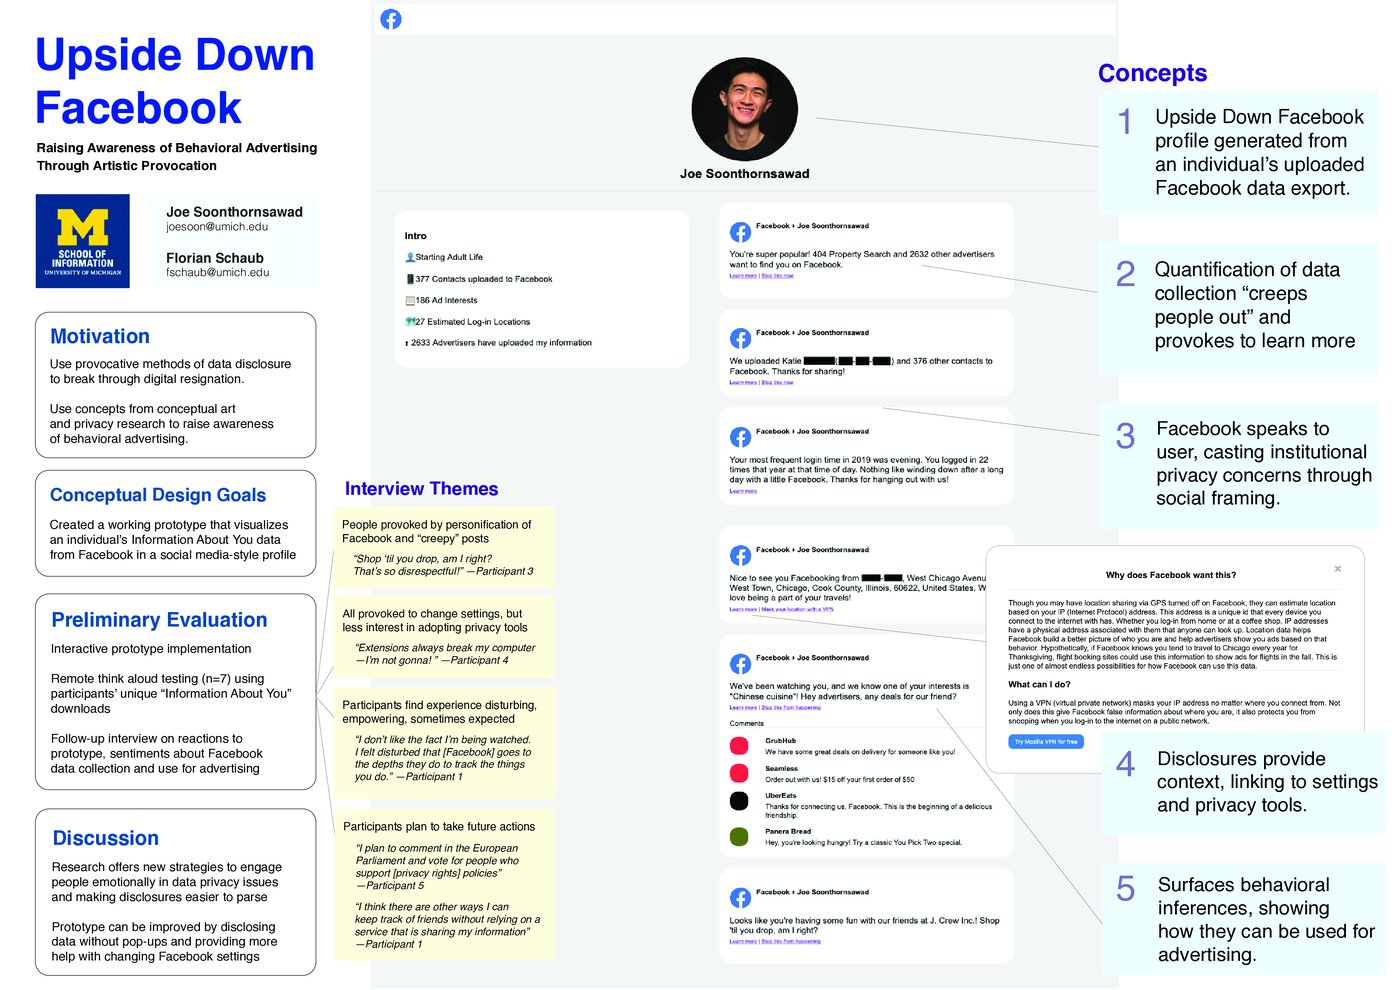 Upside Down
Facebook
Raising Awareness of Behavioral Advertising
Through Artistic Provocation
M
SCHOOL OF
INFORMATION
UNIVERSITY OF MICHIGAN
Joe Soonthornsawad
joesoon@umich.edu
Florian Schaub
fschaub@umich.edu
Motivation
Use provocative methods of data disclosure
to break through digital resignation.
Use concepts from conceptual art
and privacy research to raise awareness
of behavioral advertising.
Conceptual Design Goals
Created a working prototype that visualizes
an individual's Information About You data
from Facebook in a social media-style profile
Preliminary Evaluation
Interactive prototype implementation
Remote think aloud testing (n=7) using
participants' unique “Information About You”
downloads
Follow-up interview on reactions to
prototype, sentiments about Facebook
data collection and use for advertising
Discussion
Research offers new strategies to engage
people emotionally in data privacy issues
and making disclosures easier to parse
Prototype can be improved by disclosing
data without pop-ups and providing more
help with changing Facebook settings
Interview Themes
People provoked by personification of
Facebook and “creepy” posts
“Shop ‘til you drop, am I right?
That's so disrespectful!” —Participant 3
All provoked to change settings, but
less interest in adopting privacy tools
“Extensions always break my computer
—I'm not gonna! ” —Participant 4
Participants find experience disturbing,
empowering, sometimes expected
“I don't like the fact I'm being watched.
I felt disturbed that [Facebook] goes to
the depths they do to track the things
you do.” —Participant 1
Participants plan to take future actions
“I plan to comment in the European
Parliament and vote for people who
support [privacy rights] policies”
—Participant 5
“I think there are other ways I can
keep track of friends without relying on a
service that is sharing my information”
—Participant 1
Joe Soonthornsawad
Intro
Starting Adult Life
377 Contacts uploaded to Facebook
186 Ad Interests
27 Estimated Log-in Locations
2633 Advertisers have uploaded my information
Facebook › Joe Soonthornsawad
You're super popular! 404 Property Search and 2632 other advertisers
want to find you on Facebook.
Learn more | Stop this now
Facebook › Joe Soonthornsawad
We uploaded Katie ( - - ) and 376 other contacts to
Facebook. Thanks for sharing!
Learn more | Stop this now
Facebook › Joe Soonthornsawad
Your most frequent login time in 2019 was evening. You logged in 22
times that year at that time of day. Nothing like winding down after a long
day with a little Facebook. Thanks for hanging out with us!
Learn more
Facebook › Joe Soonthornsawad
Nice to see you Facebooking from - , West Chicago Avenu
West Town, Chicago, Cook County, Illinois, 60622, United States. W
love being a part of your travels!
Learn more | Mask your location with a VPN
Facebook › Joe Soonthornsawad
We've been watching you, and we know one of your interests is
"Chinese cuisine"! Hey advertisers, any deals for our friend?
Learn more | Stop this from happening
Comments
GrubHub
We have some great deals on delivery for someone like you!
Seamless
Order out with us! $15 off your first order of $50
UberEats
Thanks for connecting us, Facebook. This is the beginning of a delicious
friendship.
Panera Bread
Hey, you're looking hungry! Try a classic You Pick Two special.
Facebook › Joe Soonthornsawad
Looks like you're having some fun with our friends at J. Crew Inc.! Shop
'til you drop, am I right?
Learn more | Stop this from happening
Concepts
1
Upside Down Facebook
profile generated from
an individual's uploaded
Facebook data export.
2
Quantification of data
collection “creeps
people out” and
provokes to learn more
3
Facebook speaks to
user, casting institutional
privacy concerns through
social framing.
Why does Facebook want this?
×
Though you may have location sharing via GPS turned off on Facebook, they can estimate location
based on your IP (Internet Protocol) address. This address is a unique id that every device you
connect to the internet with has. Whether you log-in from home or at a coffee shop, IP addresses
have a physical address associated with them that anyone can look up. Location data helps
Facebook build a better picture of who you are and help advertisers show you ads based on that
behavior. Hypothetically, if Facebook knows you tend to travel to Chicago every year for
Thanksgiving, flight booking sites could use this information to show ads for flights in the fall. This is
just one of almost endless possibilities for how Facebook can use this data.
What can I do?
Using a VPN (virtual private network) masks your IP address no matter where you connect from. Not
only does this give Facebook false information about where you are, it also protects you from
snooping when you log-in to the internet on a public network.
Try Mozilla VPN for free
4
Disclosures provide
context, linking to settings
and privacy tools.
5
Surfaces behavioral
inferences, showing
how they can be used for
advertising.